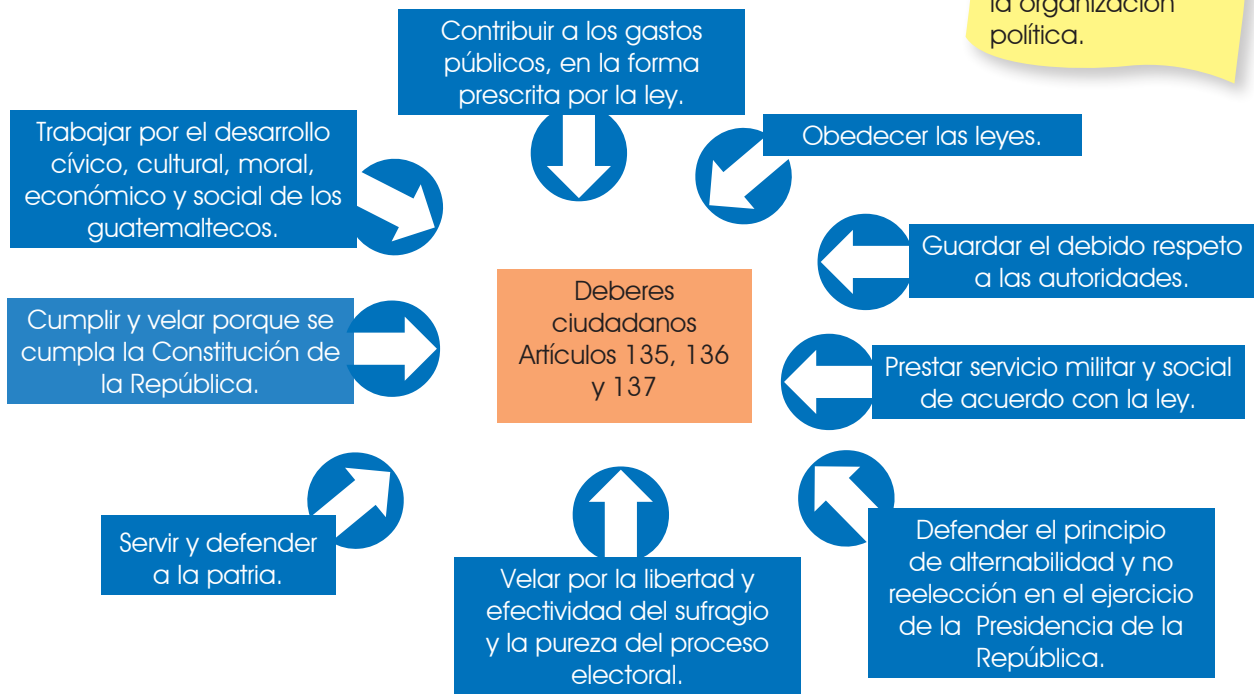 la organización
política.
Contribuir a los gastos
públicos, en la forma
prescrita por la ley.
Trabajar por el desarrollo
cívico, cultural, moral,
económico y social de los
guatemaltecos.
Obedecer las leyes.
Guardar el debido respeto
a las autoridades.
Deberes
ciudadanos
Artículos 135, 136
y 137
Cumplir y velar porque se
cumpla la Constitución de
la República.
Prestar servicio militar y social
de acuerdo con la ley.
Servir y defender
a la patria.
Velar por la libertad y
efectividad del sufragio
y la pureza del proceso
electoral.
Defender el principio
de alternabilidad y no
reelección en el ejercicio
de la Presidencia de la
República.